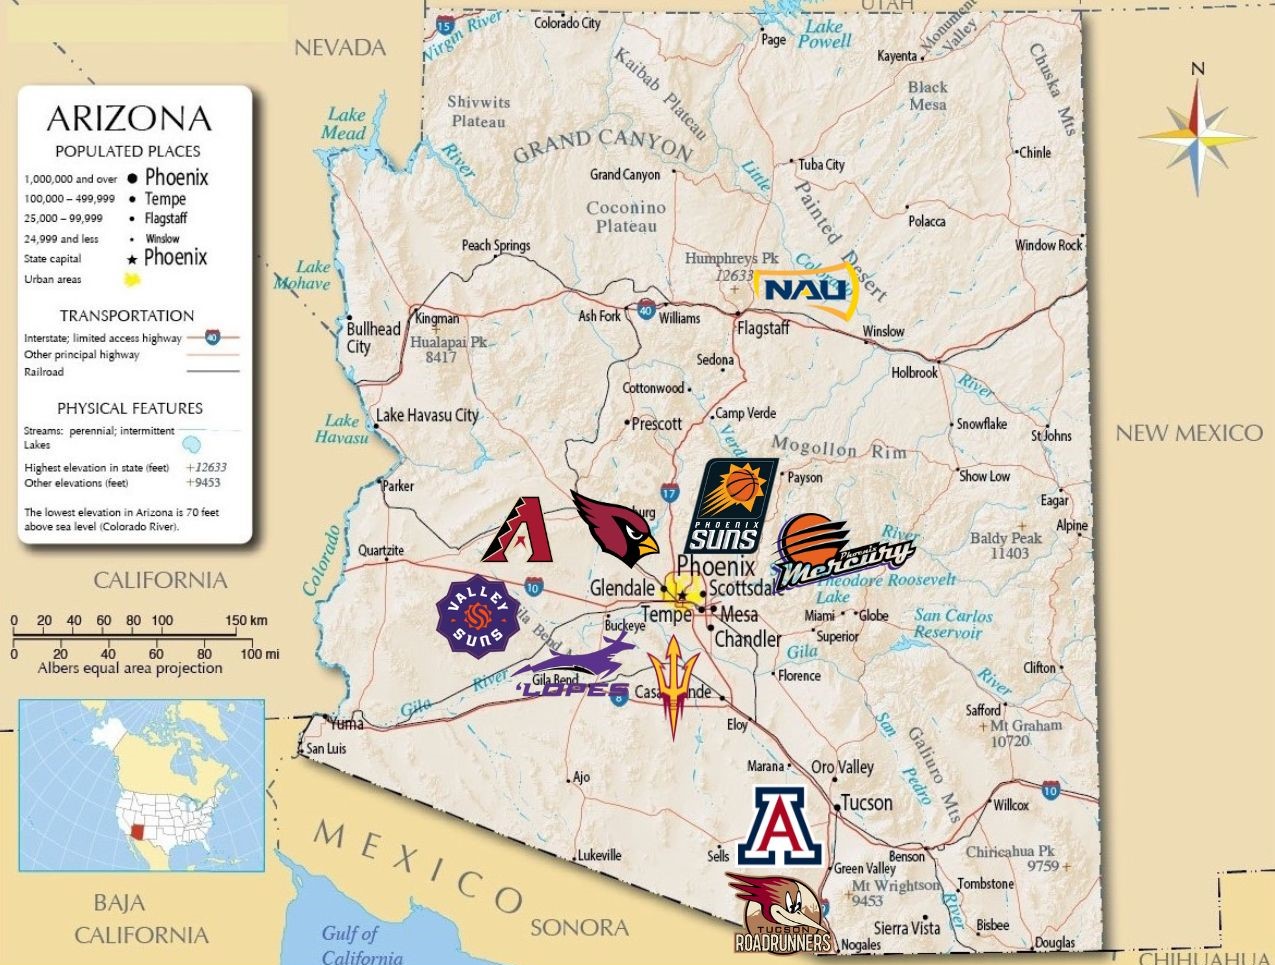 UTAH
NEVADA
15
Virgin River
Colorado City
Page
Lake
Powell
Kayenta
Monument
Valley
Kaibab Plateau
Chuska Mts
Black
Mesa
N
ARIZONA
POPULATED PLACES
1,000,000 and over
Phoenix
100,000 – 499,999
Tempe
25,000 – 99,999
Flagstaff
24,999 and less
Winslow
State capital
Phoenix
Urban areas
TRANSPORTATION
Interstate; limited access highway
40
Other principal highway
Railroad
PHYSICAL FEATURES
Streams: perennial; intermittent
Lakes
Highest elevation in state (feet)
+12633
Other elevations (feet)
+9453
The lowest elevation in Arizona is 70 feet
above sea level (Colorado River).
Lake
Mead
Shivwits
Plateau
River
GRAND CANYON
Grand Canyon
Little
Tuba City
Chinle
Coconino
Plateau
Painted Desert
Polacca
Peach Springs
Humphreys Pk
12633
Colorado
Window Rock
Lake
Mohave
NAU
Bullhead
City
Kingman
Hualapai Pk
8417
Ash Fork
40
Williams
Flagstaff
Winslow
Sedona
Holbrook
River
Cottonwood
Lake
Havasu
Lake Havasu City
Prescott
Camp Verde
Verde
Mogollon Rim
Snowflake
St Johns
NEW MEXICO
Parker
17
Payson
Show Low
Eagar
Alpine
PHOENIX
SUNS
Phoenix
Mercury
River
Baldy Peak
11403
Colorado
Quartzite
CALIFORNIA
10
Phoenix
Glendale
Scottsdale
Theodore Roosevelt
Lake
VALLEY
SUNS
Tempe
Mesa
Buckeye
Chandler
Miami
Globe
Superior
San Carlos
Reservoir
0 20 40 60 80 100 150 km
0 20 40 60 80 100 mi
Albers equal area projection
Gila
River
Gila Bend
'LOPES
8
Florence
Gila
River
Clifton
Safford
Mt Graham
10720
Yuma
San Luis
Eloy
San
Pedro
Galiuro Mts
Ajo
Marana
Oro Valley
Tucson
10
Willcox
A
Lukeville
Sells
Green Valley
Benson
Chiricahua Pk
9759 +
Mt Wrightson
9453
River
Tombstone
TUCSON
ROADRUNNERS
Sierra Vista
Bisbee
Nogales
Douglas
MEXICO
SONORA
BAJA
CALIFORNIA
Gulf of
California
CHIHUAHUA